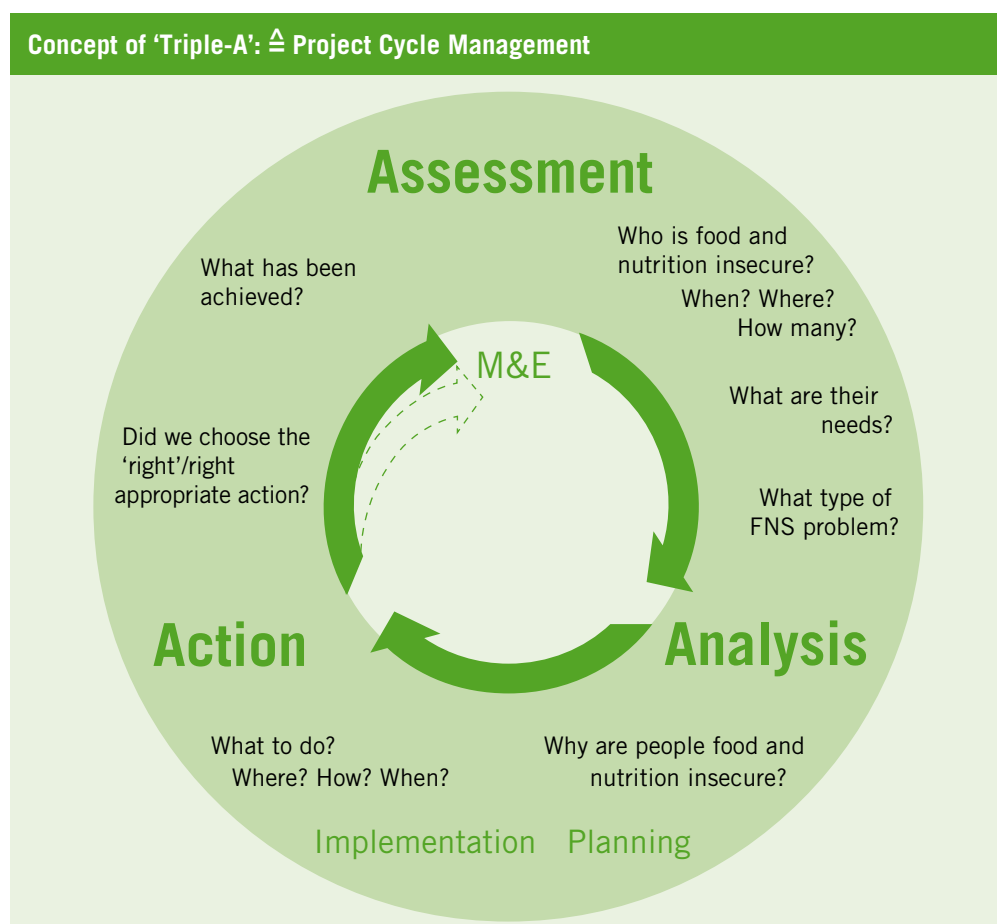 Concept of ‘Triple-A’: ≙ Project Cycle Management
Assessment
Who is food and
nutrition insecure?
When? Where?
How many?
What has been
achieved?
M&E
What are their
needs?
Did we choose the
‘right’/right
appropriate action?
What type of
FNS problem?
Action
Analysis
What to do?
Where? How? When?
Why are people food and
nutrition insecure?
Implementation
Planning